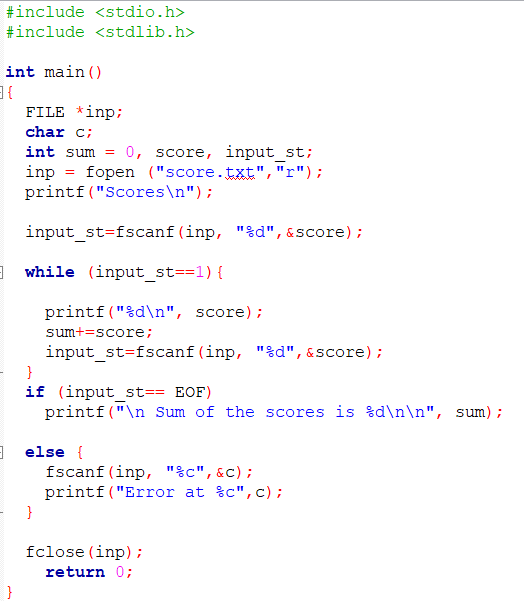 #include <stdio.h>
#include <stdlib.h>
int main()
{
FILE *inp;
char c;
int sum = 0, score, input_st;
inp = fopen ("score.txt","r");
printf("Scores\n");
input_st=fscanf(inp, "%d",&score);
while (input_st==1){
printf("%d\n", score);
sum+=score;
input_st=fscanf(inp, "%d",&score);
}
if (input_st== EOF)
printf("\n Sum of the scores is %d\n\n", sum);
else {
fscanf(inp, "%c",&c);
printf("Error at %c",c);
}
fclose(inp);
return 0;
}